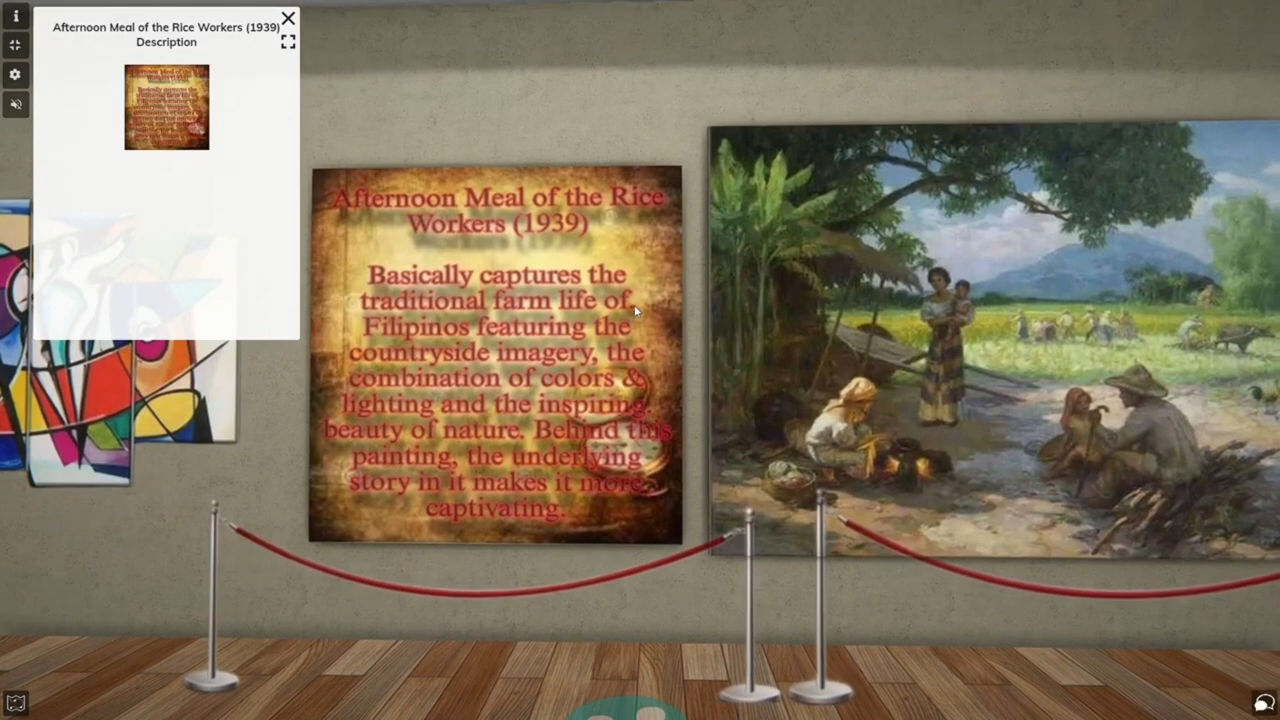 Afternoon Meal of the Rice Workers (1939)
Description
Afternoon Meal of the Rice
Workers (1939)
Basically captures the
traditional farm life of
Filipinos featuring the
countryside imagery, the
combination of colors &
lighting and the inspiring
beauty of nature. Behind this
painting, the underlying
story in it makes it more
captivating.